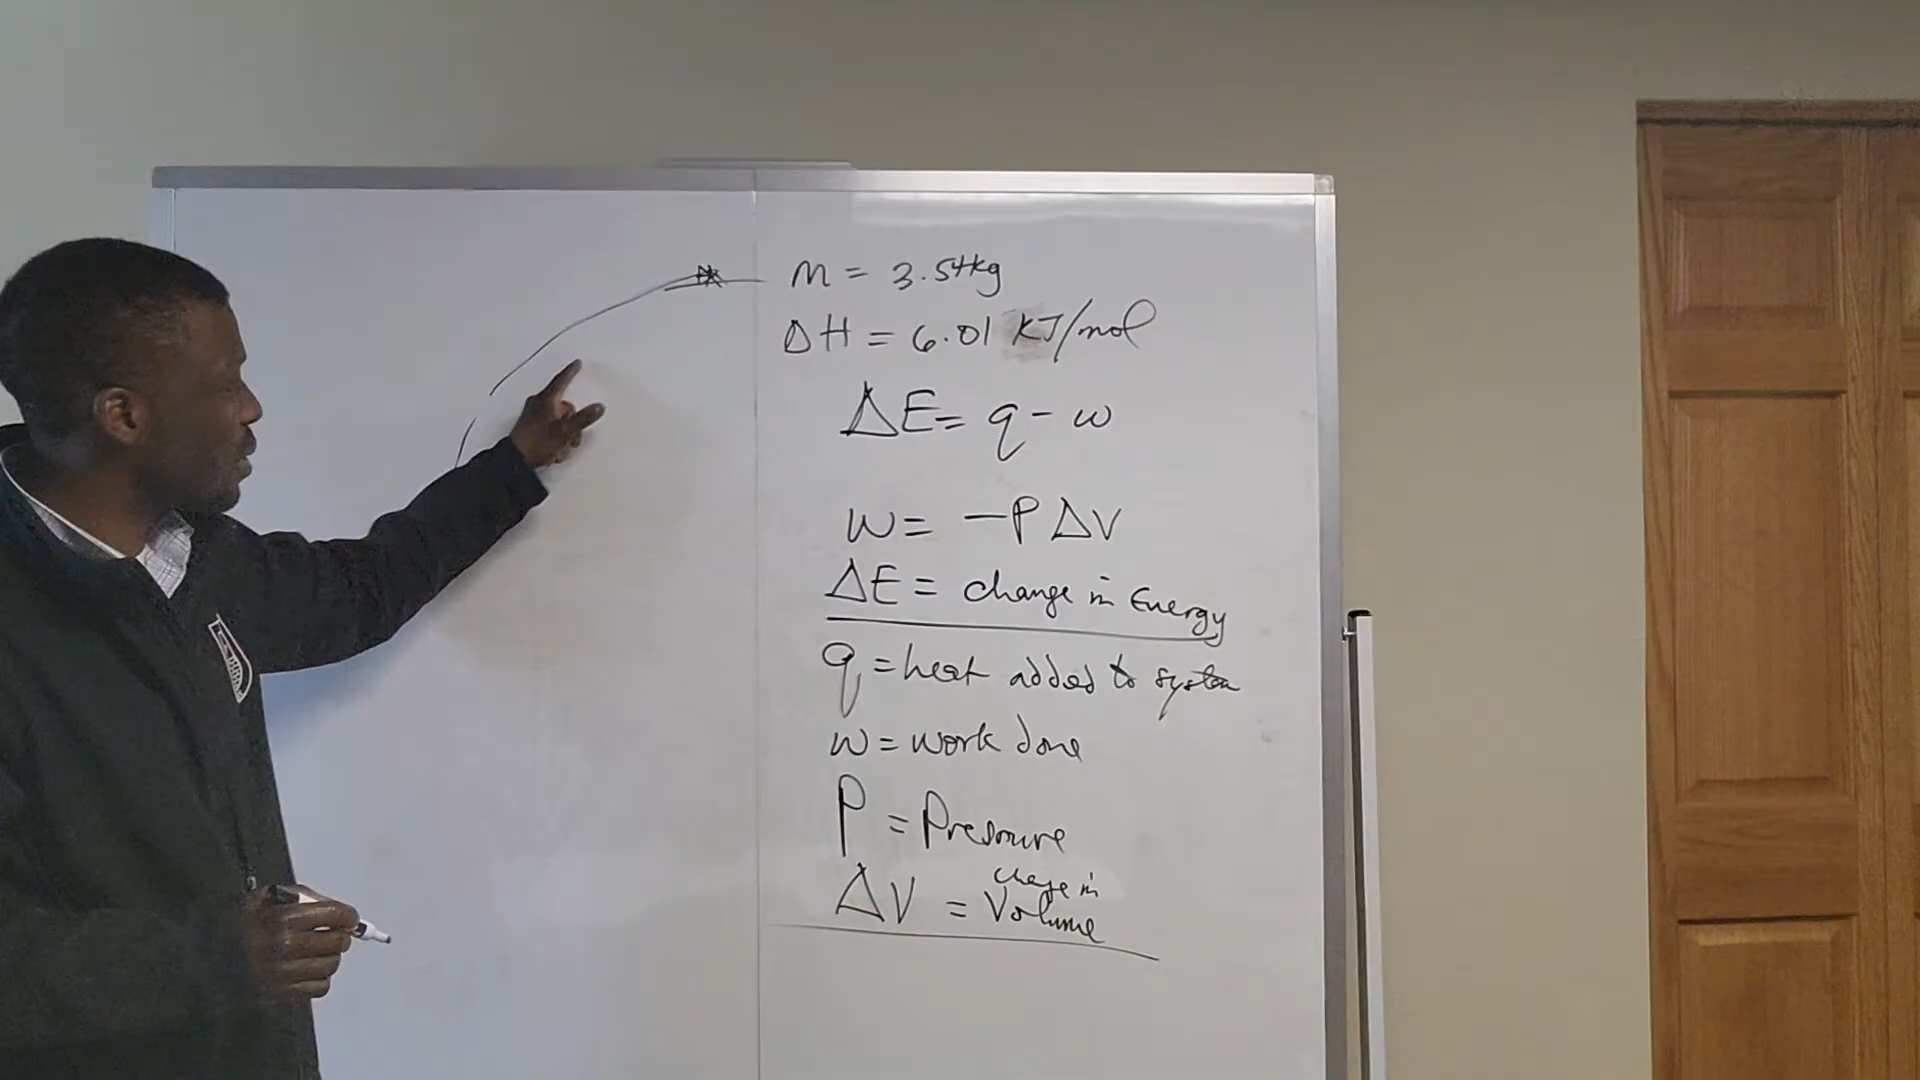 m = 3.54kg
ΔH = 6.01 KJ/mol
ΔE = q - w
w = -PΔV
ΔE = change in Energy
q = heat added to system
w = work done
P = Pressure
ΔV = change in Volume